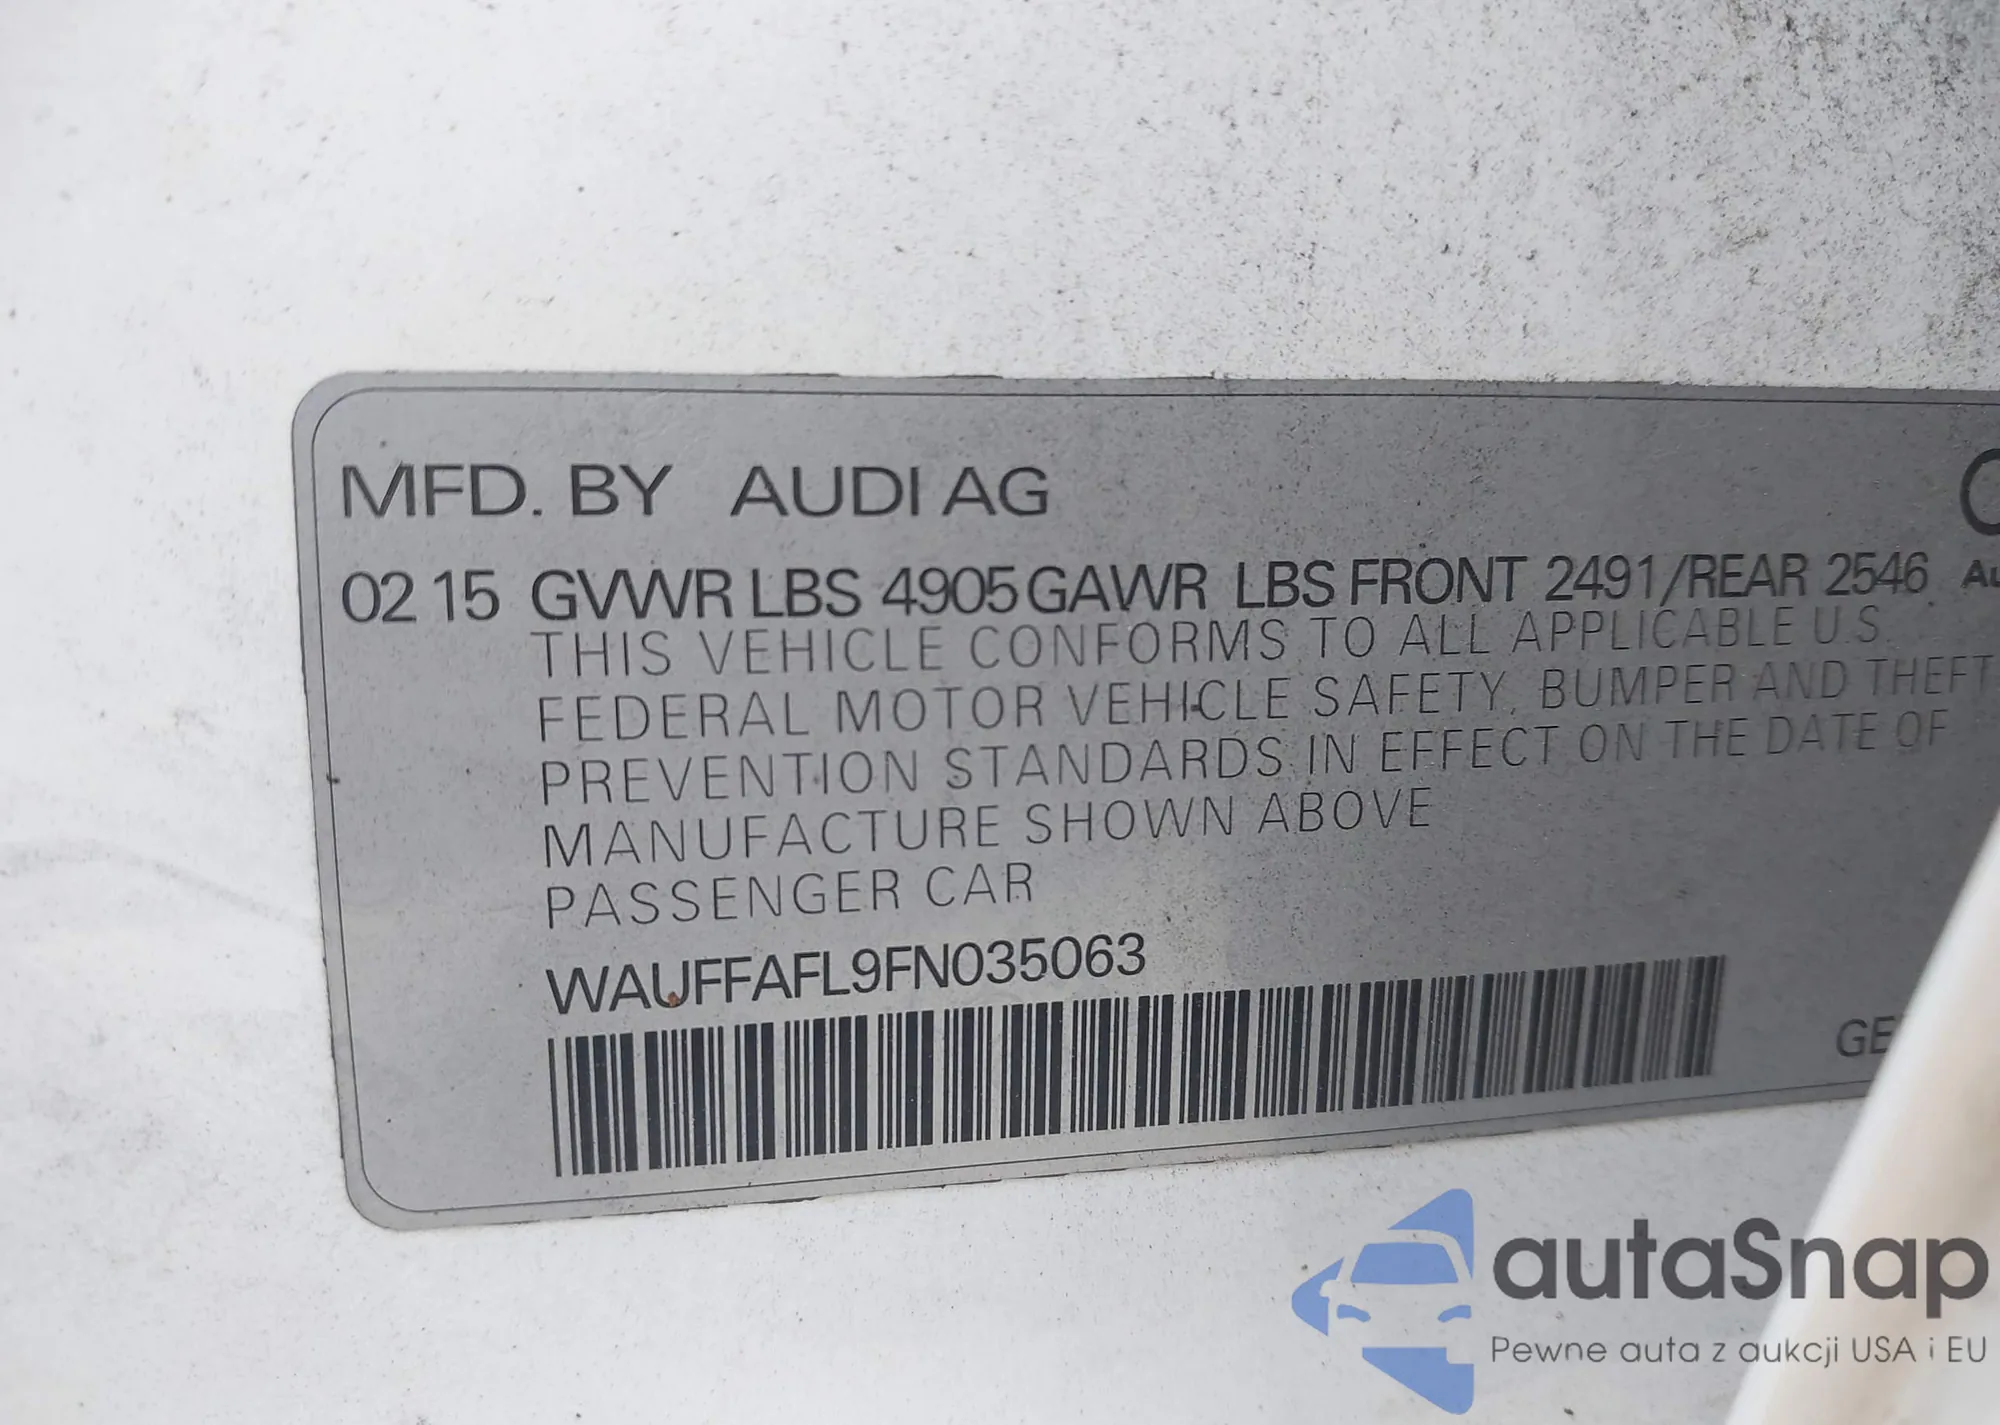 MFD. BY AUDI AG
02 15 GVWR LBS 4905 GAWR LBS FRONT 2491/REAR 2546
THIS VEHICLE CONFORMS TO ALL APPLICABLE U.S.
FEDERAL MOTOR VEHICLE SAFETY, BUMPER AND THEFT
PREVENTION STANDARDS IN EFFECT ON THE DATE OF
MANUFACTURE SHOWN ABOVE
PASSENGER CAR
WAUFFAFL9FN035063
autaSnap
Pewne auta z aukcji USA i EU